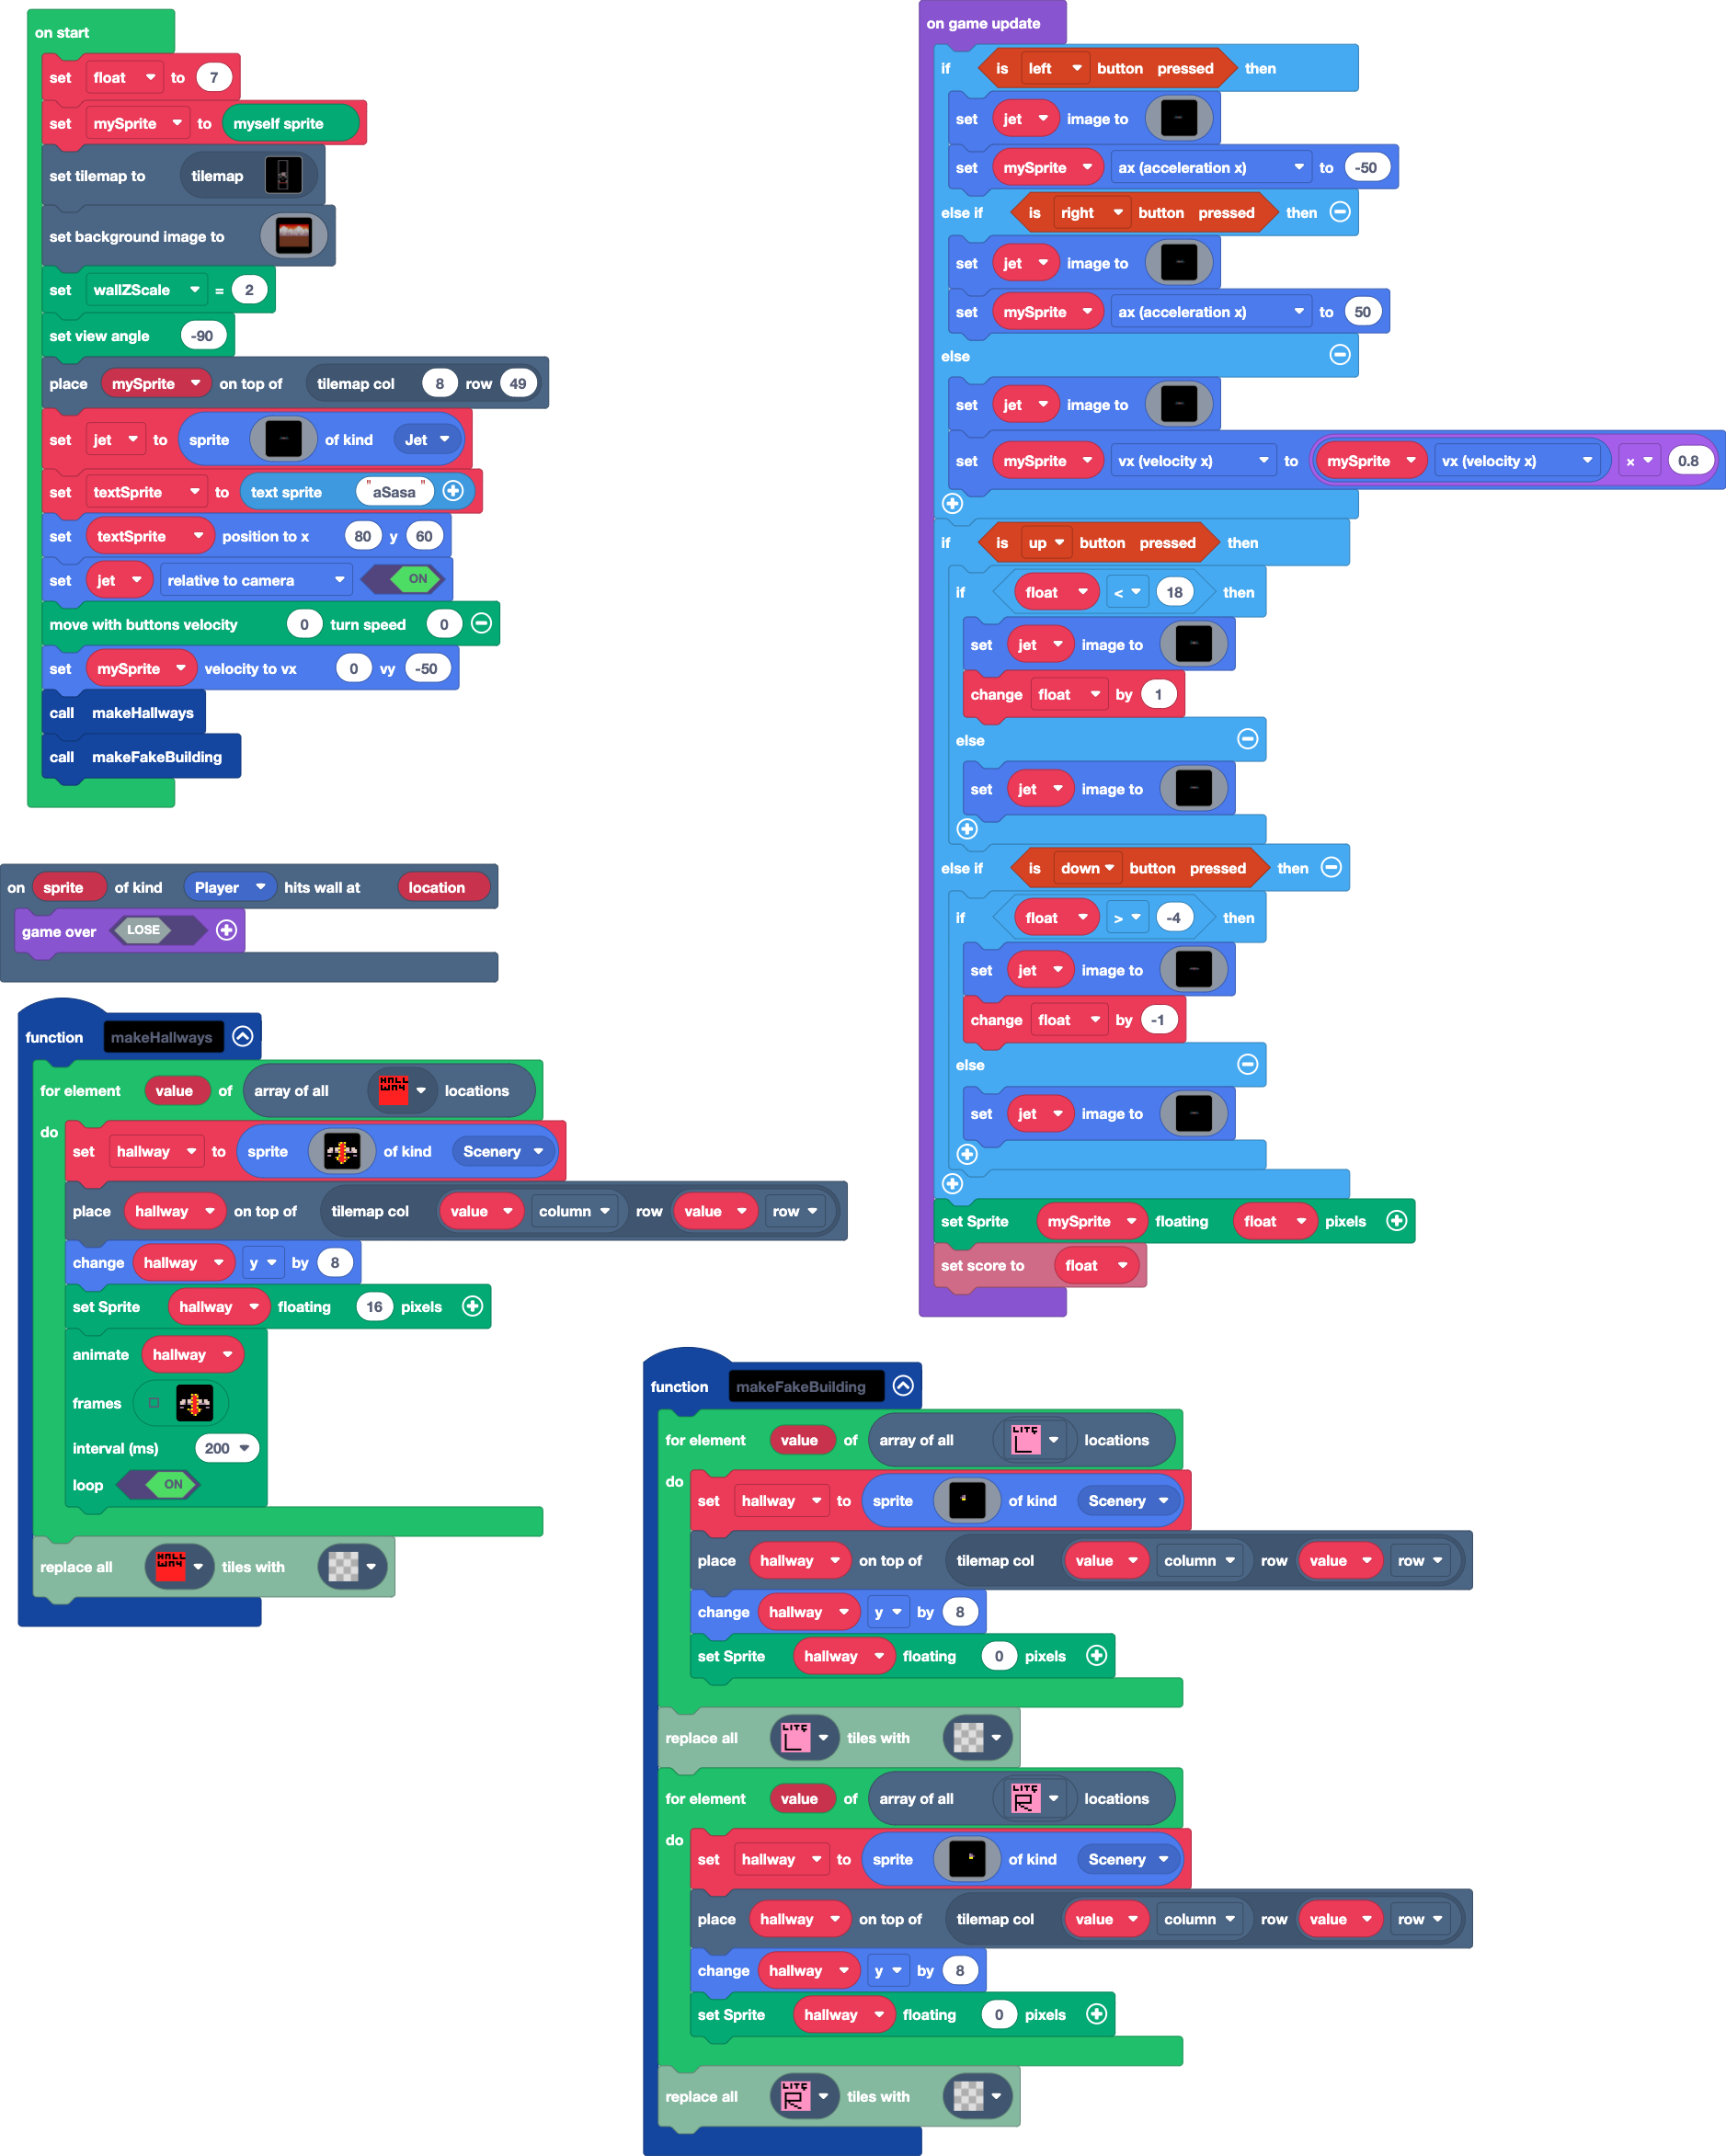 on start
set float to 7
set mySprite to myself sprite
set tilemap to tilemap
set background image to
set wallZScale = 2
set view angle -90
place mySprite on top of tilemap col 8 row 49
set jet to sprite of kind Jet
set textSprite to text sprite "aSasa"
set textSprite position to x 80 y 60
set jet relative to camera ON
move with buttons velocity 0 turn speed 0
set mySprite velocity to vx 0 vy -50
call makeHallways
call makeFakeBuilding
on sprite of kind Player hits wall at location
game over LOSE
function makeHallways
for element value of array of all HALL WAY locations
do
set hallway to sprite of kind Scenery
place hallway on top of tilemap col value column row value row
change hallway y by 8
set Sprite hallway floating 16 pixels
animate hallway
frames
interval (ms) 200
loop ON
replace all HALL WAY tiles with
on game update
if is left button pressed then
set jet image to
set mySprite ax (acceleration x) to -50
else if is right button pressed then
set jet image to
set mySprite ax (acceleration x) to 50
else
set jet image to
set mySprite vx (velocity x) to mySprite vx (velocity x) × 0.8
if is up button pressed then
if float < 18 then
set jet image to
change float by 1
else
set jet image to
else if is down button pressed then
if float > -4 then
set jet image to
change float by -1
else
set jet image to
set Sprite mySprite floating float pixels
set score to float
function makeFakeBuilding
for element value of array of all L locations
do
set hallway to sprite of kind Scenery
place hallway on top of tilemap col value column row value row
change hallway y by 8
set Sprite hallway floating 0 pixels
replace all L tiles with
for element value of array of all R locations
do
set hallway to sprite of kind Scenery
place hallway on top of tilemap col value column row value row
change hallway y by 8
set Sprite hallway floating 0 pixels
replace all R tiles with